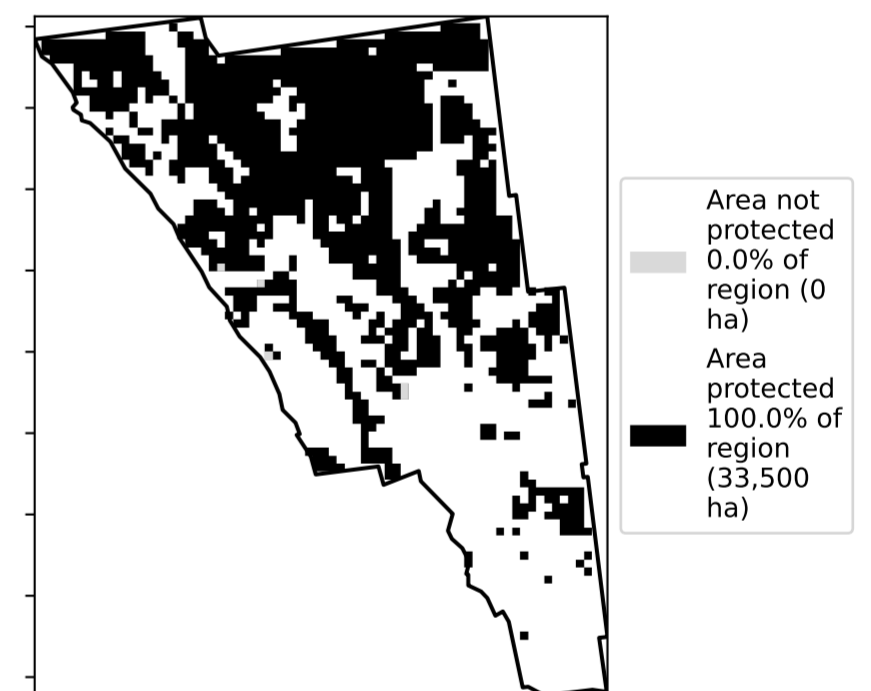 Area not
protected
0.0% of
region (0
ha)
Area
protected
100.0% of
region
(33,500
ha)